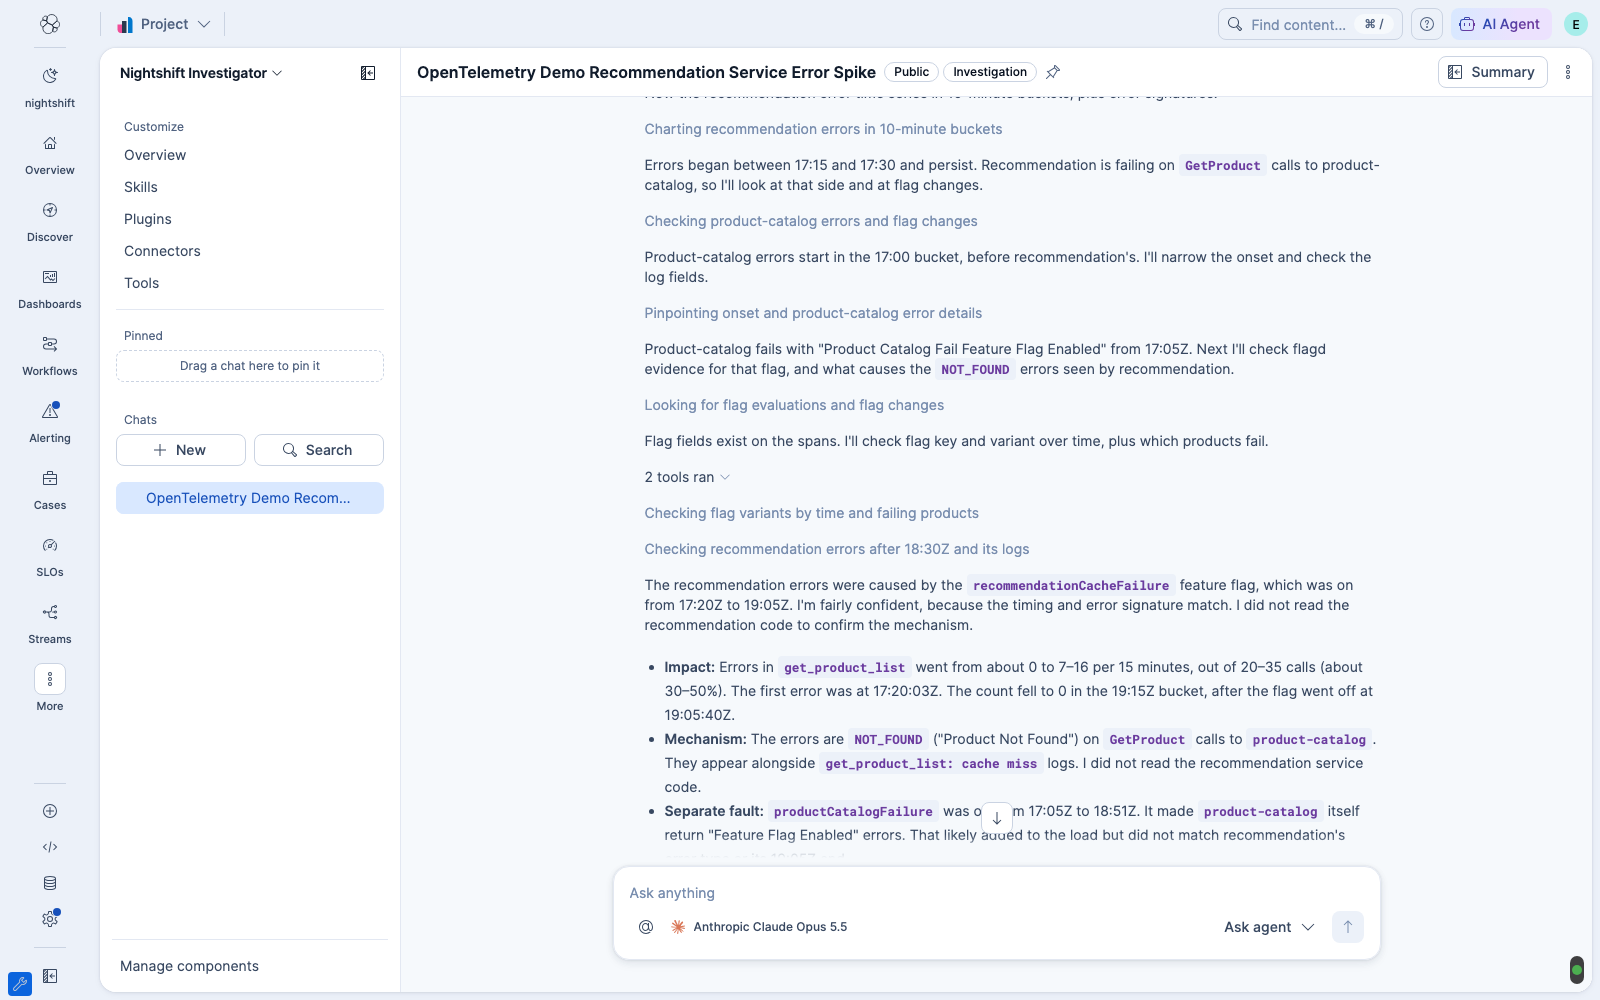 Project
Find content...
⌘ /
AI Agent
E
nightshift
Overview
Discover
Dashboards
Workflows
Alerting
Cases
SLOs
Streams
More
Nightshift Investigator
Customize
Overview
Skills
Plugins
Connectors
Tools
Pinned
Drag a chat here to pin it
Chats
New
Search
OpenTelemetry Demo Recom...
Manage components
OpenTelemetry Demo Recommendation Service Error Spike
Public
Investigation
Summary
Charting recommendation errors in 10-minute buckets
Errors began between 17:15 and 17:30 and persist. Recommendation is failing on GetProduct calls to product-
catalog, so I'll look at that side and at flag changes.
Checking product-catalog errors and flag changes
Product-catalog errors start in the 17:00 bucket, before recommendation's. I'll narrow the onset and check the
log fields.
Pinpointing onset and product-catalog error details
Product-catalog fails with "Product Catalog Fail Feature Flag Enabled" from 17:05Z. Next I'll check flagd
evidence for that flag, and what causes the NOT_FOUND errors seen by recommendation.
Looking for flag evaluations and flag changes
Flag fields exist on the spans. I'll check flag key and variant over time, plus which products fail.
2 tools ran
Checking flag variants by time and failing products
Checking recommendation errors after 18:30Z and its logs
The recommendation errors were caused by the recommendationCacheFailure feature flag, which was on
from 17:20Z to 19:05Z. I'm fairly confident, because the timing and error signature match. I did not read the
recommendation code to confirm the mechanism.
• Impact: Errors in get_product_list went from about 0 to 7–16 per 15 minutes, out of 20–35 calls (about
30–50%). The first error was at 17:20:03Z. The count fell to 0 in the 19:15Z bucket, after the flag went off at
19:05:40Z.
• Mechanism: The errors are NOT_FOUND ("Product Not Found") on GetProduct calls to product-catalog .
They appear alongside get_product_list: cache miss logs. I did not read the recommendation service
code.
• Separate fault: productCatalogFailure was o m 17:05Z to 18:51Z. It made product-catalog itself
return "Feature Flag Enabled" errors. That likely added to the load but did not match recommendation's
Ask anything
@
Anthropic Claude Opus 5.5
Ask agent